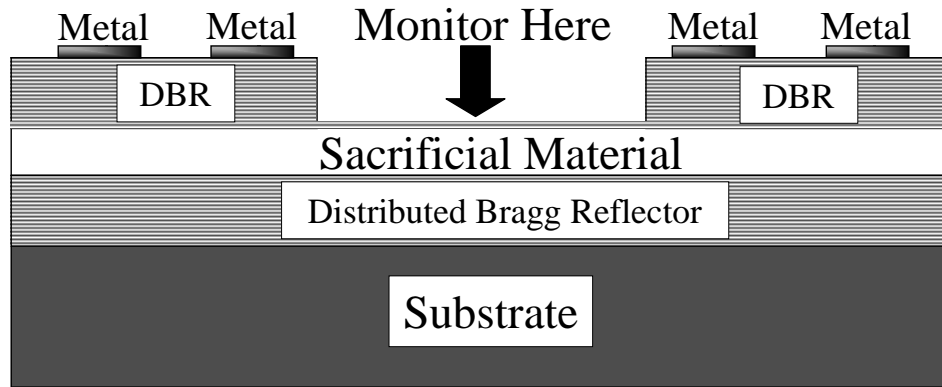 Metal Metal Monitor Here Metal Metal
DBR DBR
Sacrificial Material
Distributed Bragg Reflector
Substrate